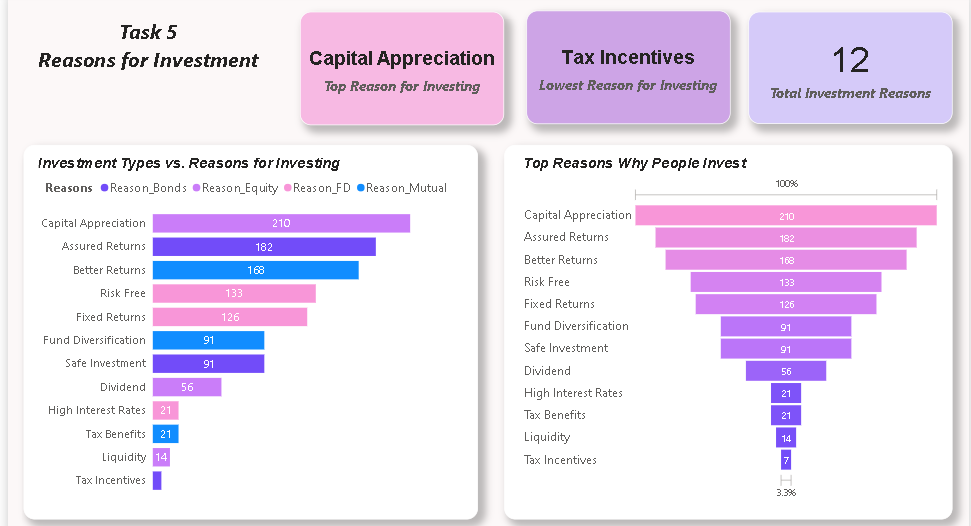 Task 5
Reasons for Investment
Capital Appreciation
Top Reason for Investing
Tax Incentives
Lowest Reason for Investing
12
Total Investment Reasons
Investment Types vs. Reasons for Investing
Reasons Reason_Bonds Reason_Equity Reason_FD Reason_Mutual
Capital Appreciation 210
Assured Returns 182
Better Returns 168
Risk Free 133
Fixed Returns 126
Fund Diversification 91
Safe Investment 91
Dividend 56
High Interest Rates 21
Tax Benefits 21
Liquidity 14
Tax Incentives
Top Reasons Why People Invest
100%
Capital Appreciation 210
Assured Returns 182
Better Returns 168
Risk Free 133
Fixed Returns 126
Fund Diversification 91
Safe Investment 91
Dividend 56
High Interest Rates 21
Tax Benefits 21
Liquidity 14
Tax Incentives 7
3.3%